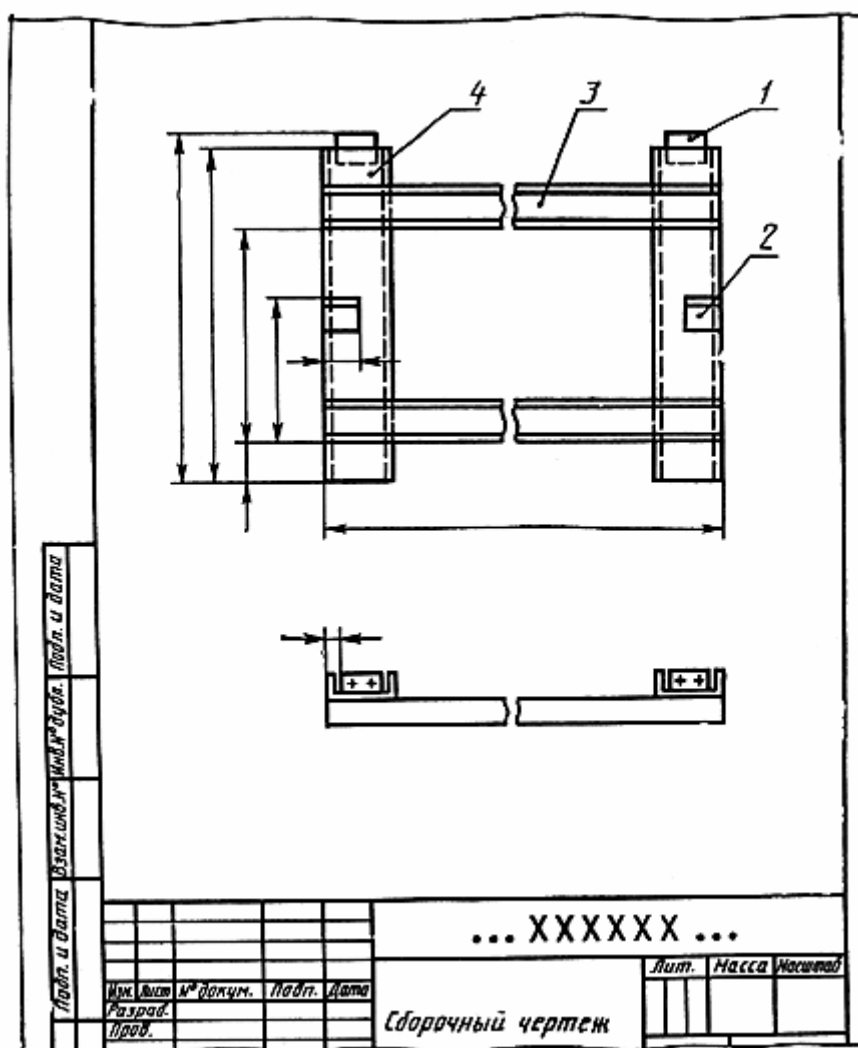 4
3
1
2
Подп. и дата
Инв.№ дубл.
Взам.инв.№
Подп. и дата
... XXXXXX ...
Лит. Масса Масштаб
Изм. Лист № докум. Подп. Дата
Разраб.
Пров.
Сборочный чертеж